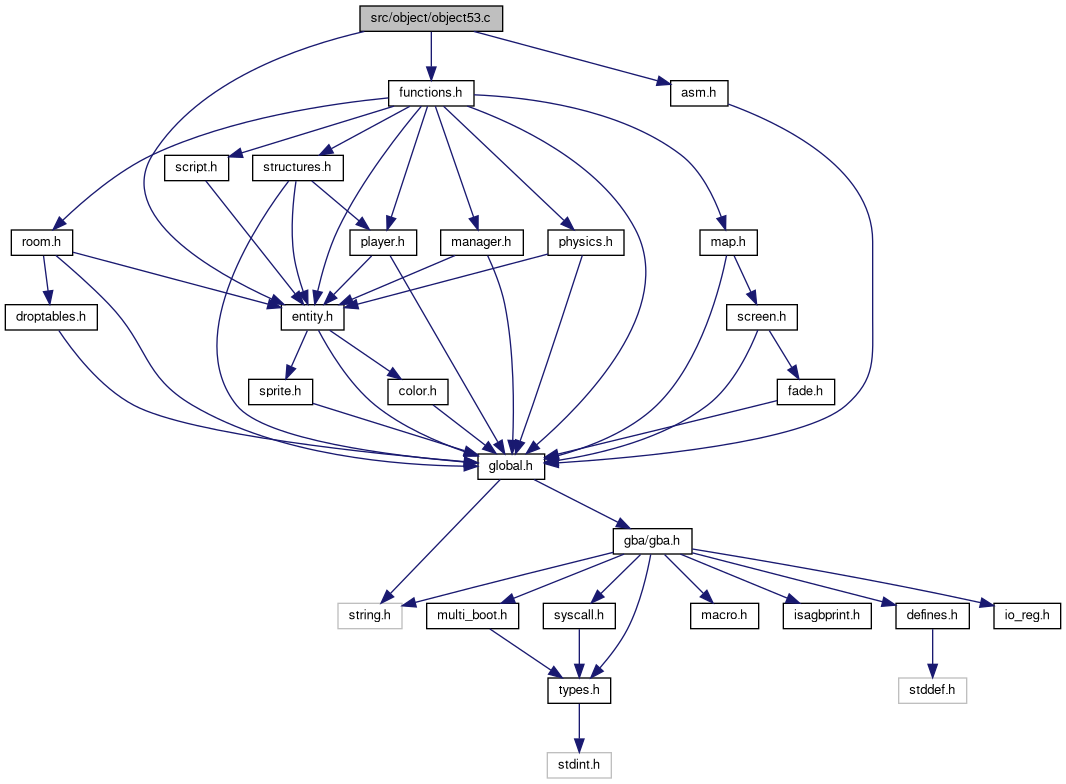 src/object/object53.c
functions.h
asm.h
script.h
structures.h
room.h
player.h
manager.h
physics.h
map.h
droptables.h
entity.h
screen.h
sprite.h
color.h
fade.h
global.h
gba/gba.h
string.h
multi_boot.h
syscall.h
macro.h
isagbprint.h
defines.h
io_reg.h
types.h
stddef.h
stdint.h